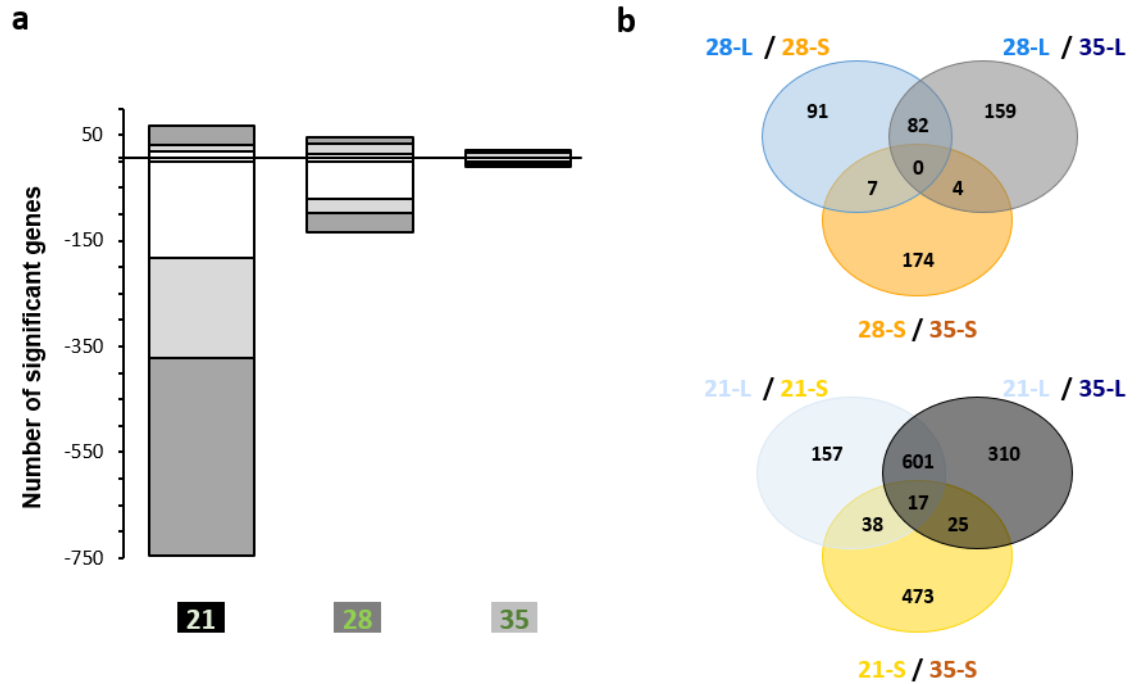 a
Number of significant genes
50
-150
-350
-550
-750
21
28
35
b
28-L / 28-S
28-L / 35-L
91
82
159
0
7
4
174
28-S / 35-S
21-L / 21-S
21-L / 35-L
157
601
310
17
38
25
473
21-S / 35-S